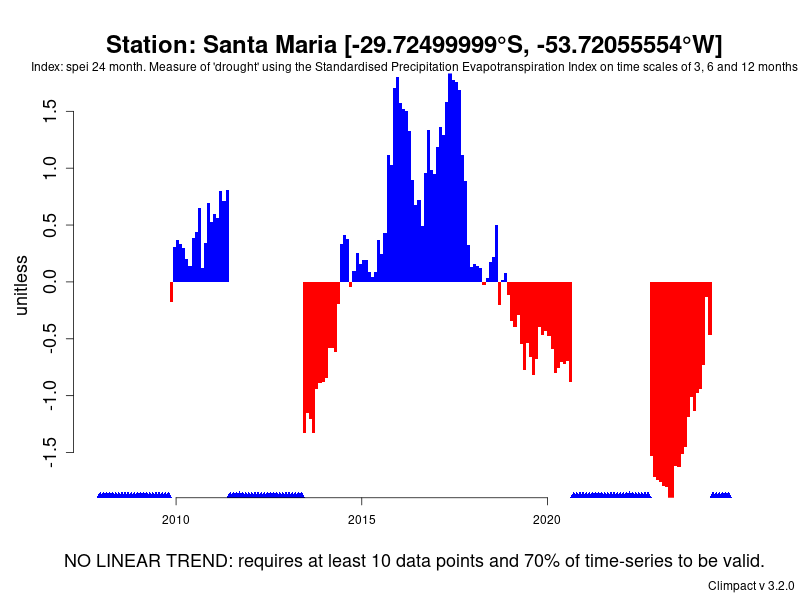 Station: Santa Maria [-29.72499999°S, -53.72055554°W]
Index: spei 24 month. Measure of 'drought' using the Standardised Precipitation Evapotranspiration Index on time scales of 3, 6 and 12 months
unitless
1.5
1.0
0.5
0.0
-0.5
-1.0
-1.5
2010 2015 2020
NO LINEAR TREND: requires at least 10 data points and 70% of time-series to be valid.
Climpact v 3.2.0